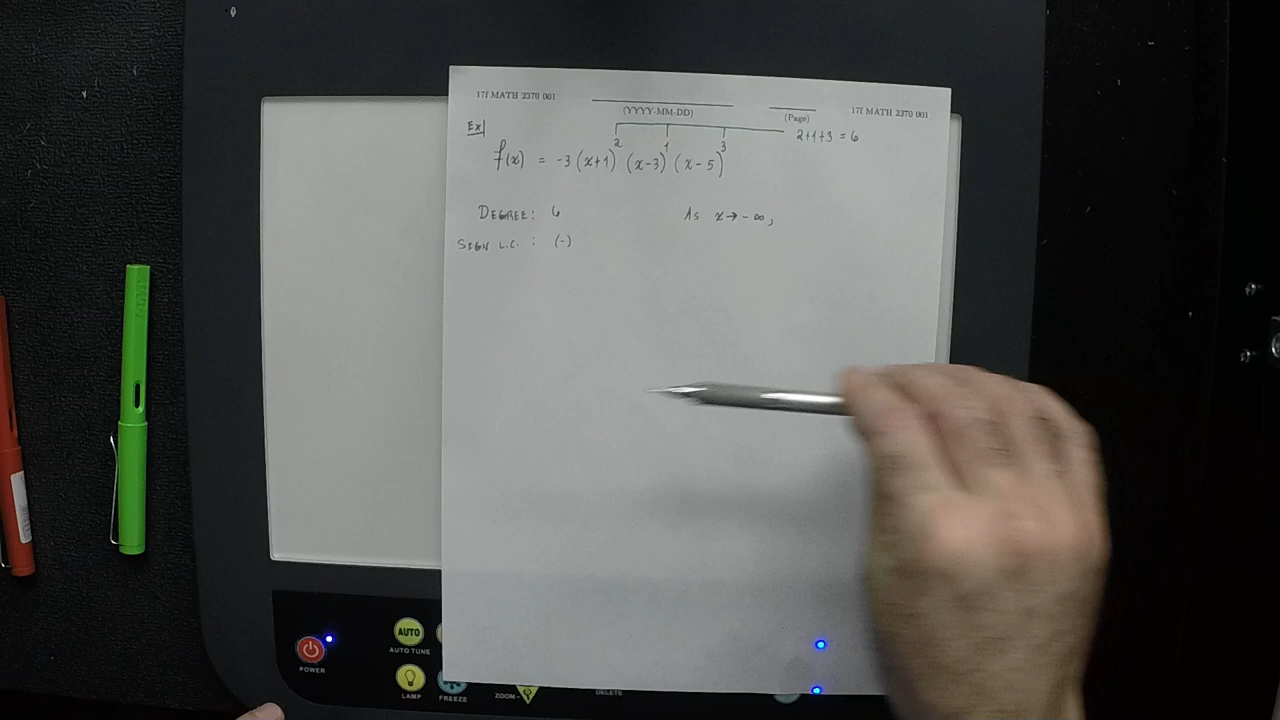 17f MATH 2370 001
(YYYY-MM-DD)
(Page)
17f MATH 2370 001
Ex
2+1+3 = 6
f(x) = -3(x+1)² (x-3)¹ (x-5)³
DEGREE: 6
As x→-∞,
SIGN L.C. : (-)
POWER
AUTO
AUTO TUNE
LAMP
FREEZE
ZOOM-
DELETE